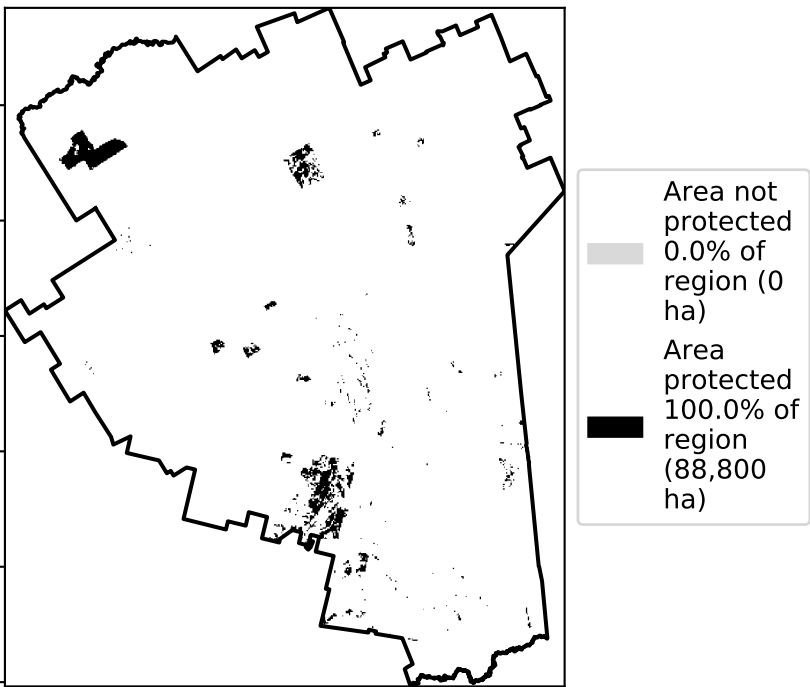 Area not
protected
0.0% of
region (0
ha)
Area
protected
100.0% of
region
(88,800
ha)